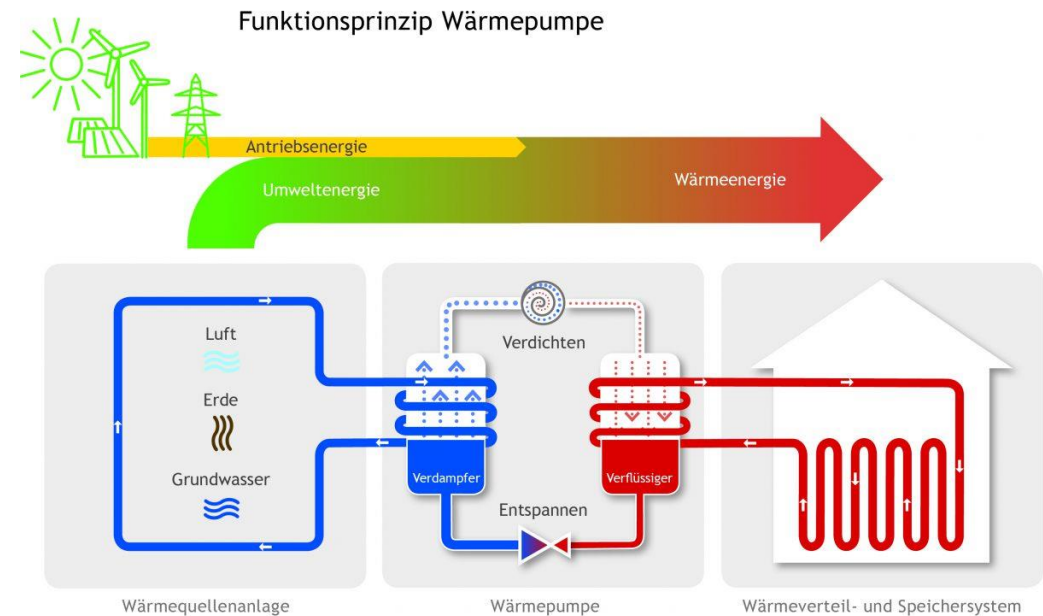 Funktionsprinzip Wärmepumpe
Antriebsenergie
Umweltenergie
Wärmeenergie
Luft
Erde
Grundwasser
Verdichten
Verdampfer
Verflüssiger
Entspannen
Wärmequellenanlage
Wärmepumpe
Wärmeverteil- und Speichersystem